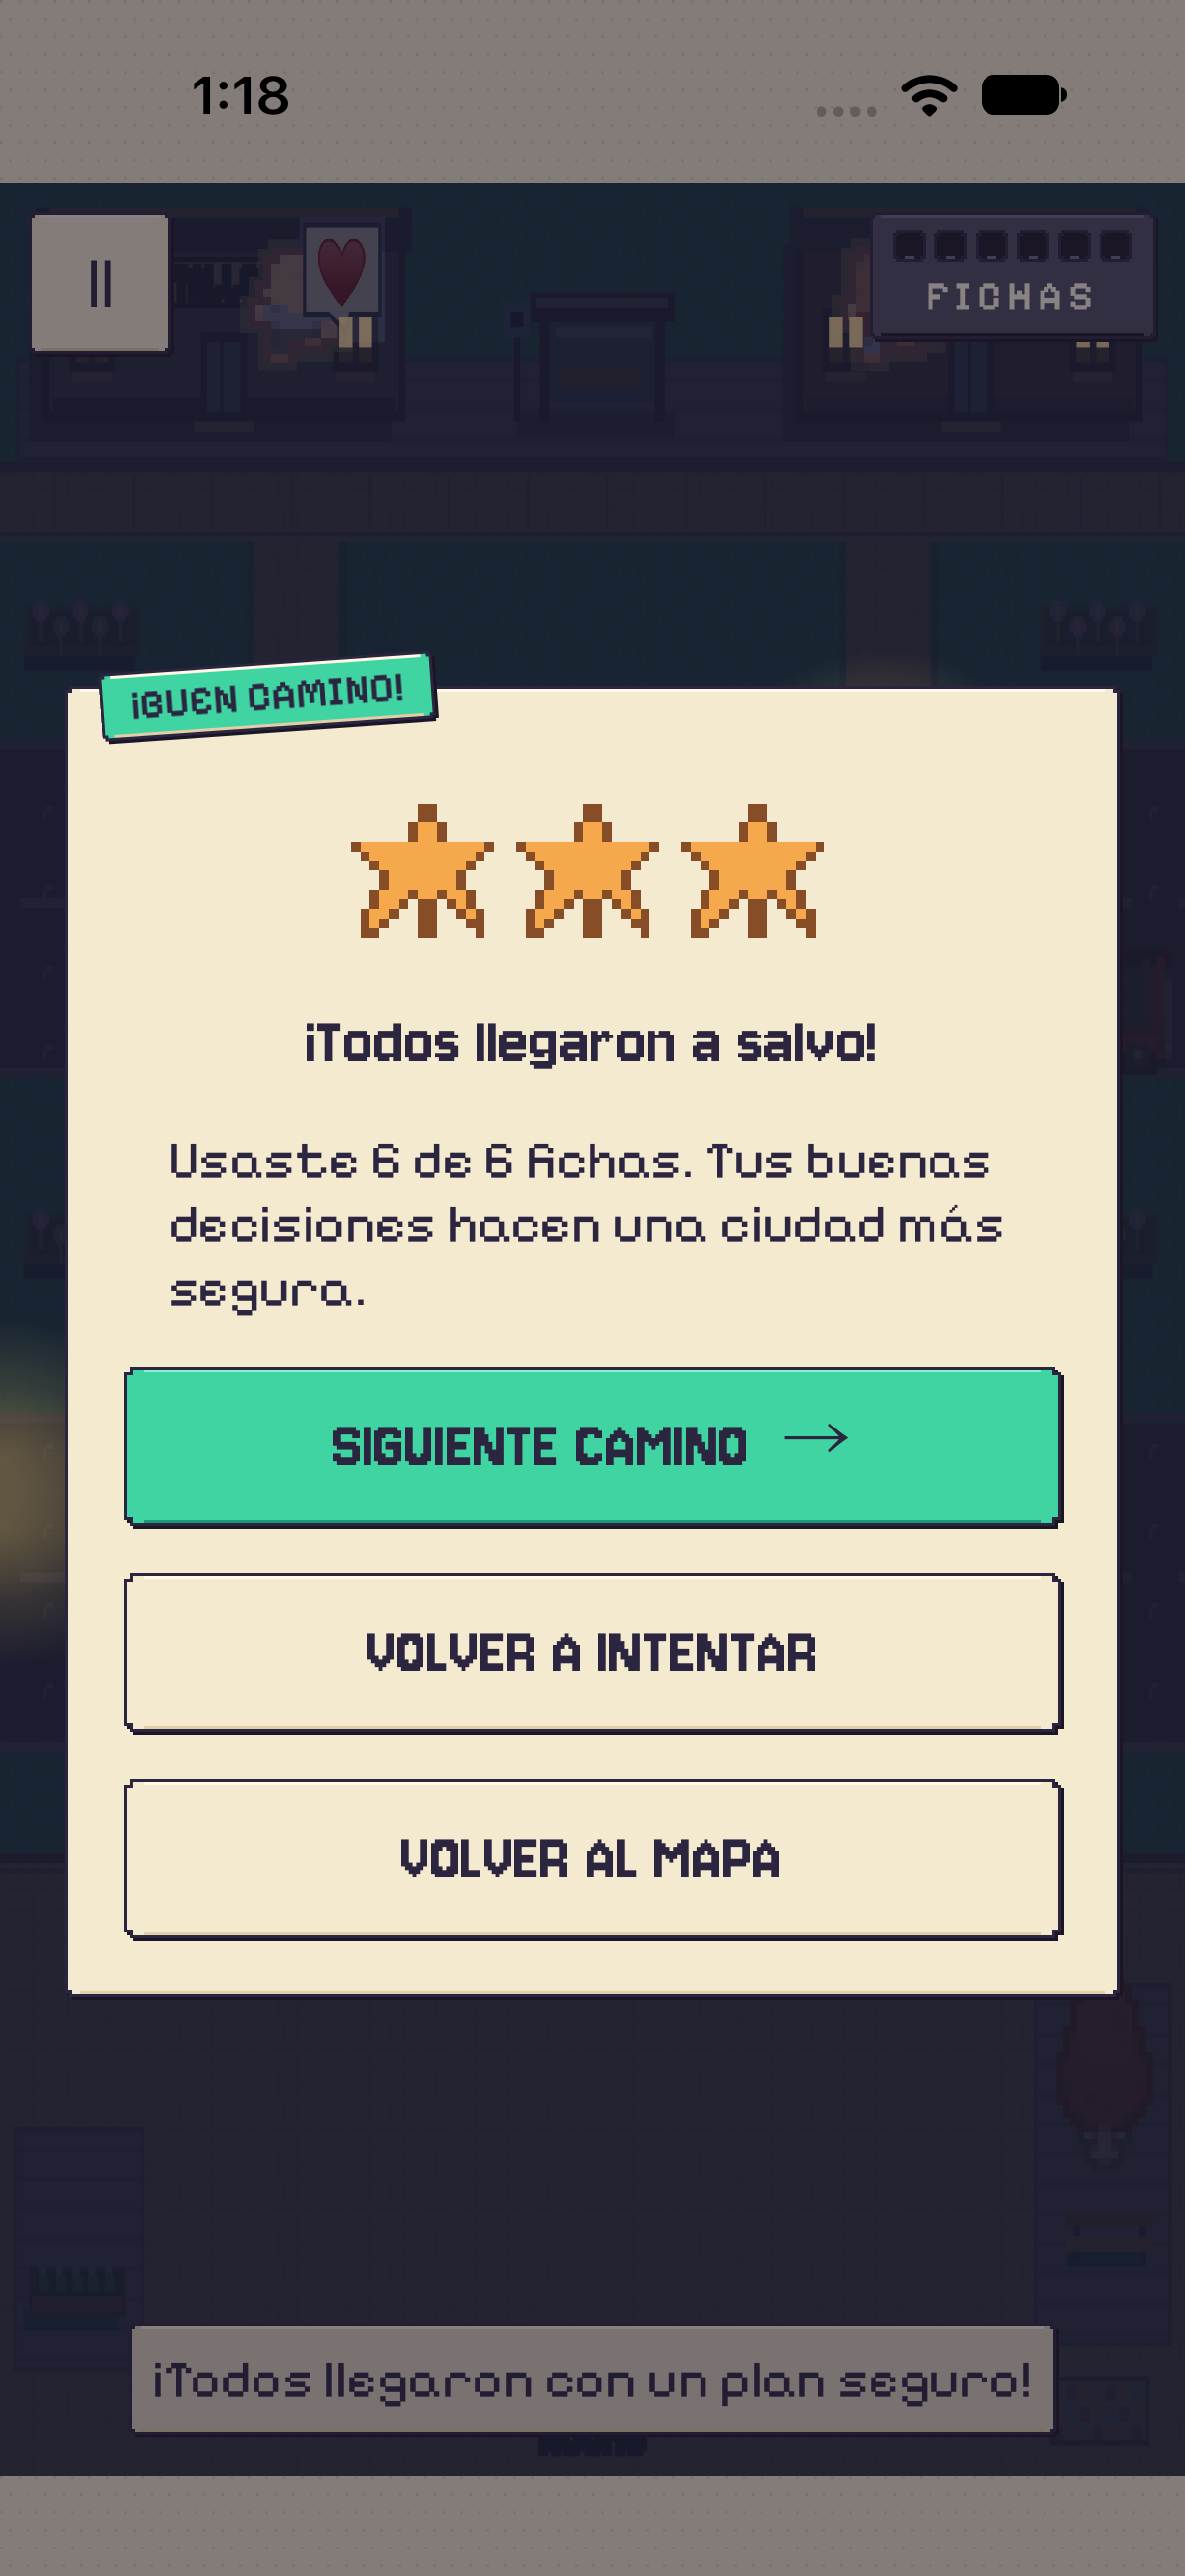 1:18
FICHAS
¡BUEN CAMINO!
¡Todos llegaron a salvo!
Usaste 6 de 6 fichas. Tus buenas
decisiones hacen una ciudad más
segura.
SIGUIENTE CAMINO →
VOLVER A INTENTAR
VOLVER AL MAPA
¡Todos llegaron con un plan seguro!